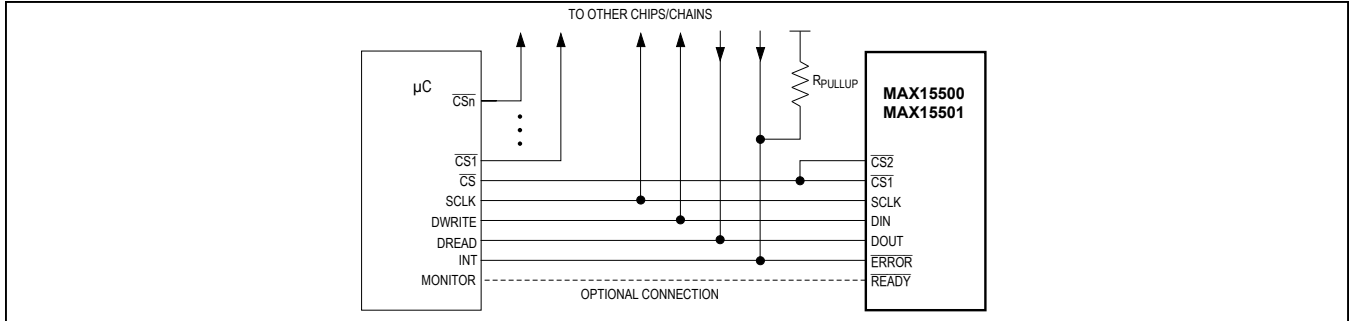 TO OTHER CHIPS/CHAINS
µC
CSn
RPULLUP
MAX15500
MAX15501
CS1
CS
SCLK
DWRITE
DREAD
INT
MONITOR
OPTIONAL CONNECTION
CS2
CS1
SCLK
DIN
DOUT
ERROR
READY